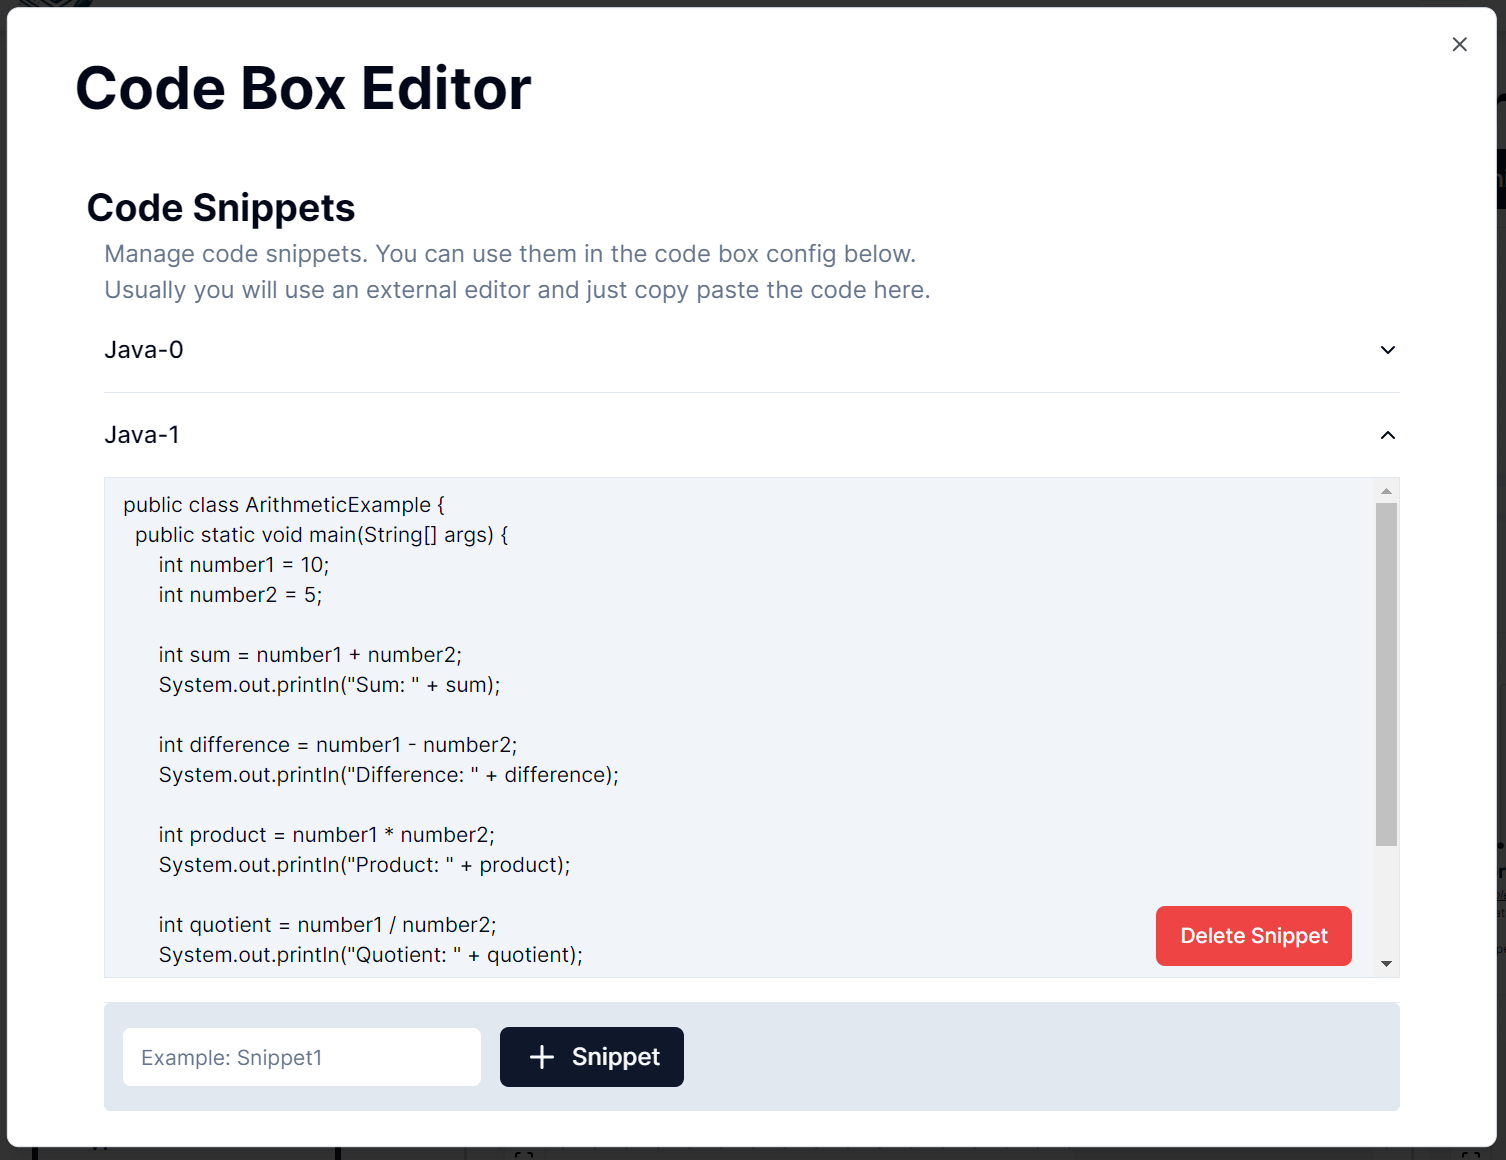 Code Box Editor
Code Snippets
Manage code snippets. You can use them in the code box config below.
Usually you will use an external editor and just copy paste the code here.
Java-0
Java-1
public class ArithmeticExample {
public static void main(String[] args) {
int number1 = 10;
int number2 = 5;
int sum = number1 + number2;
System.out.println("Sum: " + sum);
int difference = number1 - number2;
System.out.println("Difference: " + difference);
int product = number1 * number2;
System.out.println("Product: " + product);
int quotient = number1 / number2;
System.out.println("Quotient: " + quotient);
Delete Snippet
Example: Snippet1
Snippet